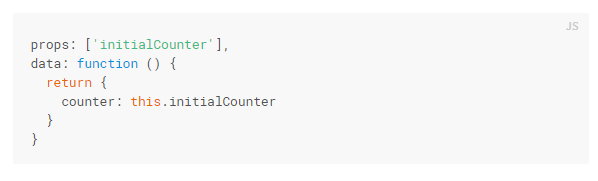 JS
props: ['initialCounter'],
data: function () {
  return {
    counter: this.initialCounter
  }
}